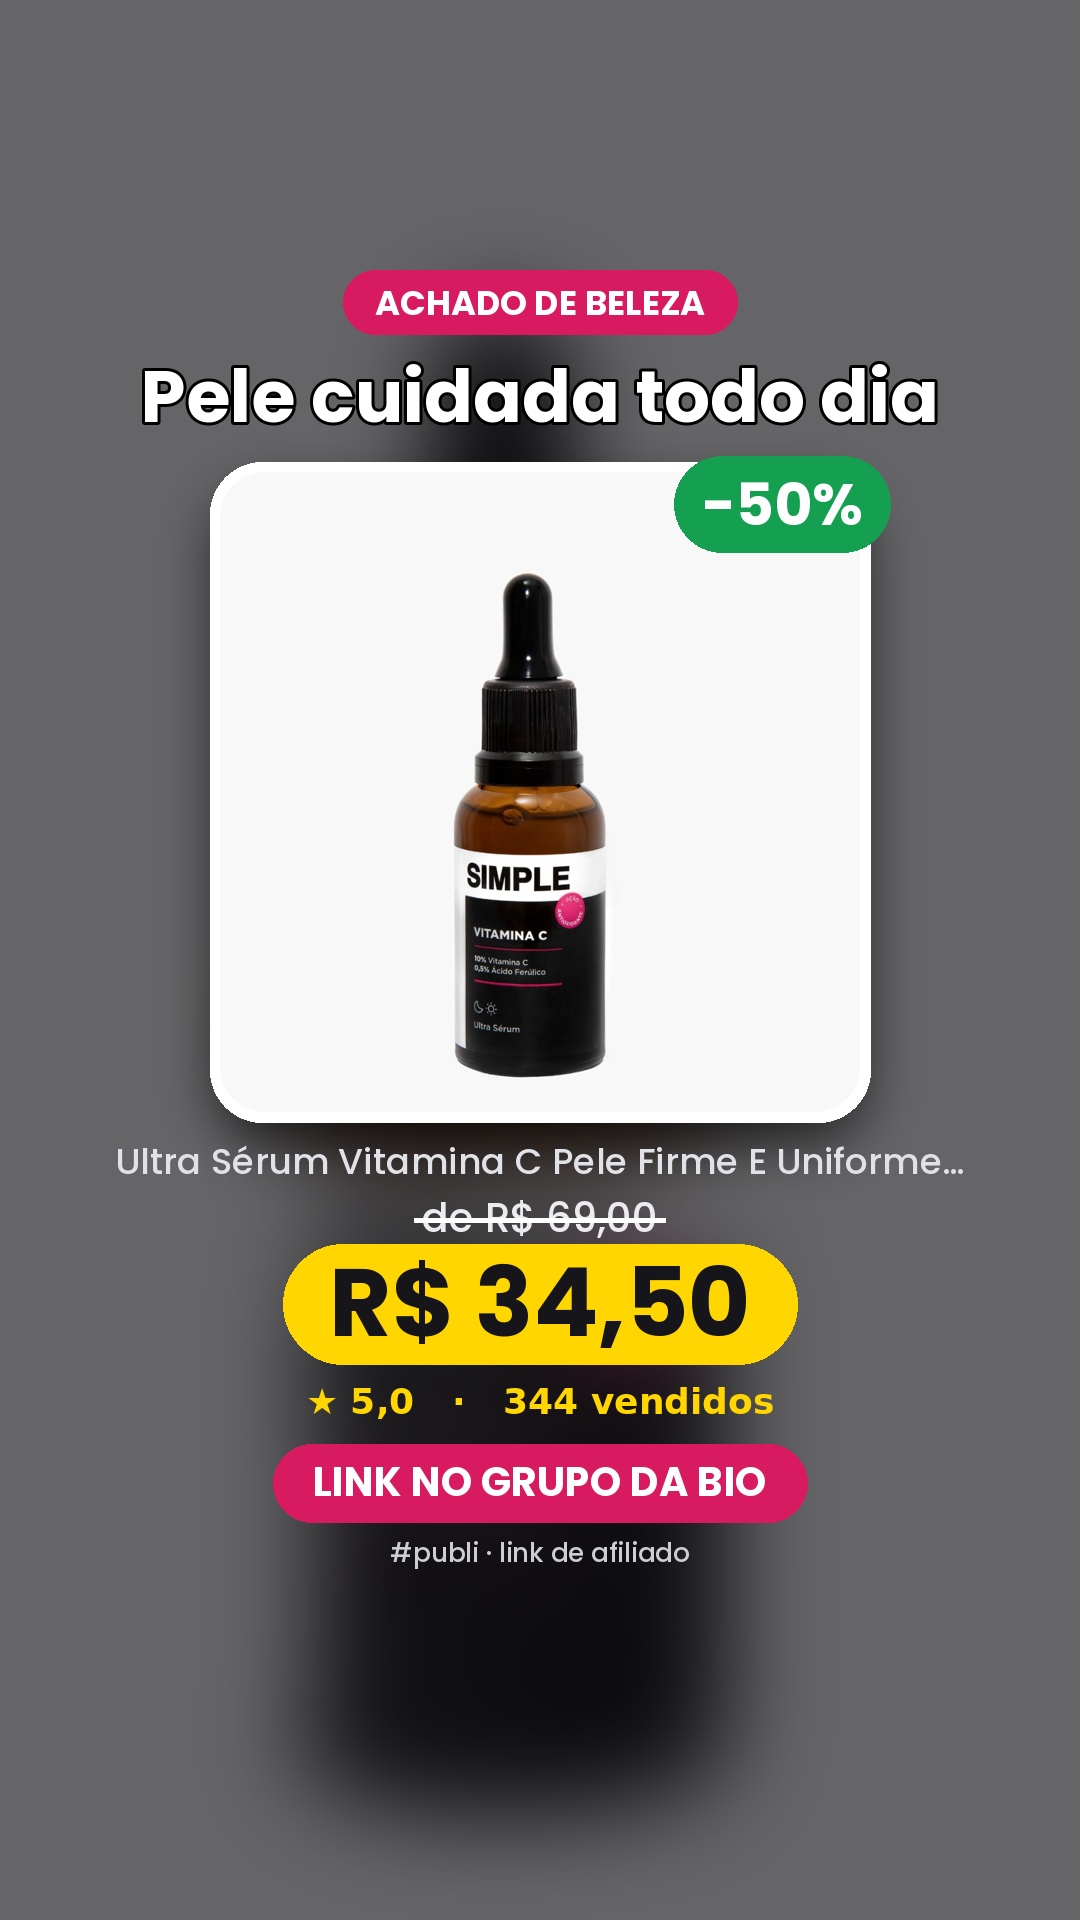 ACHADO DE BELEZA
Pele cuidada todo dia
-50%
SIMPLE
AÇÃO ANTIOXIDANTE
VITAMINA C
10% Vitamina C
0,5% Ácido Ferúlico
Ultra Sérum
Ultra Sérum Vitamina C Pele Firme E Uniforme...
de R$ 69,00
R$ 34,50
★ 5,0 · 344 vendidos
LINK NO GRUPO DA BIO
#publi · link de afiliado